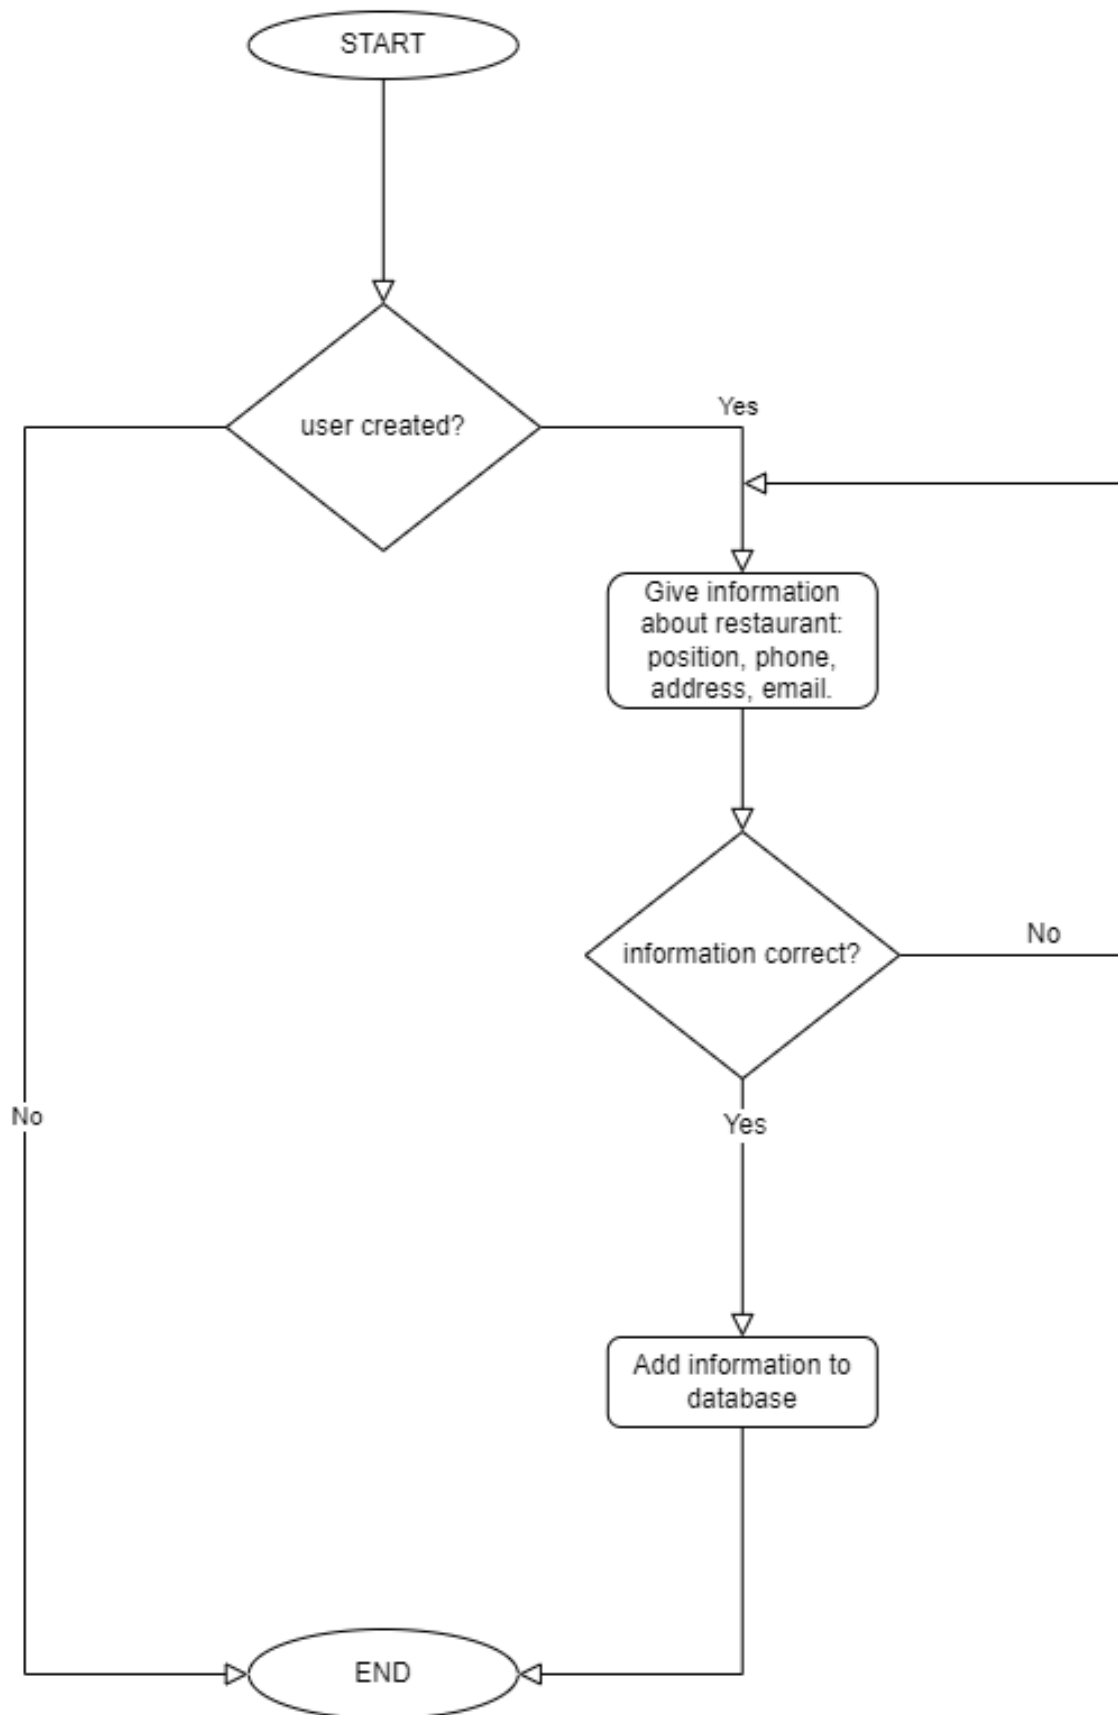 START
user created?
Yes
Give information
about restaurant:
position, phone,
address, email.
information correct?
No
No
Yes
Add information to
database
END